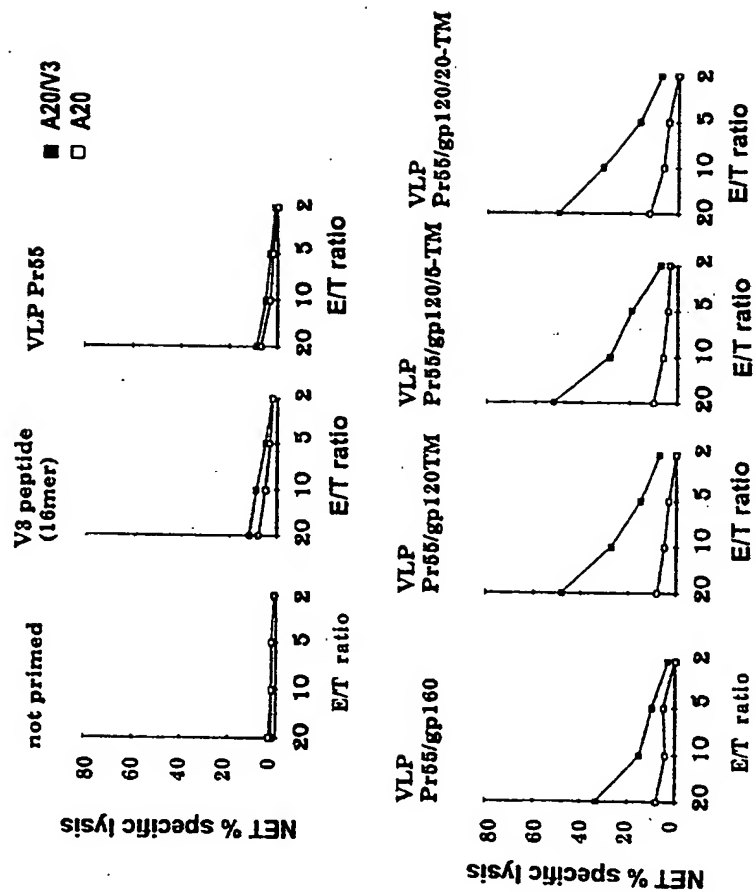 not primed
V3 peptide
(16mer)
VLP Pr55
■ A20/V3
□ A20
NET % specific lysis
80
60
40
20
0
20 10 5 2
E/T ratio
20 10 5 2
E/T ratio
20 10 5 2
E/T ratio
VLP
Pr55/gp160
VLP
Pr55/gp120TM
VLP
Pr55/gp120/5-TM
VLP
Pr55/gp120/20-TM
NET % specific lysis
80
60
40
20
0
20 10 5 2
E/T ratio
20 10 5 2
E/T ratio
20 10 5 2
E/T ratio
20 10 5 2
E/T ratio